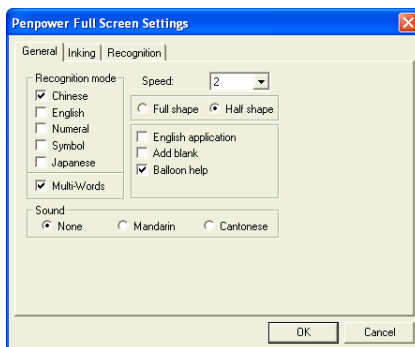 Penpower Full Screen Settings
General Inking Recognition
Recognition mode
Chinese
English
Numeral
Symbol
Japanese
Multi-Words
Speed: 2
Full shape Half shape
English application
Add blank
Balloon help
Sound
None Mandarin Cantonese
OK Cancel